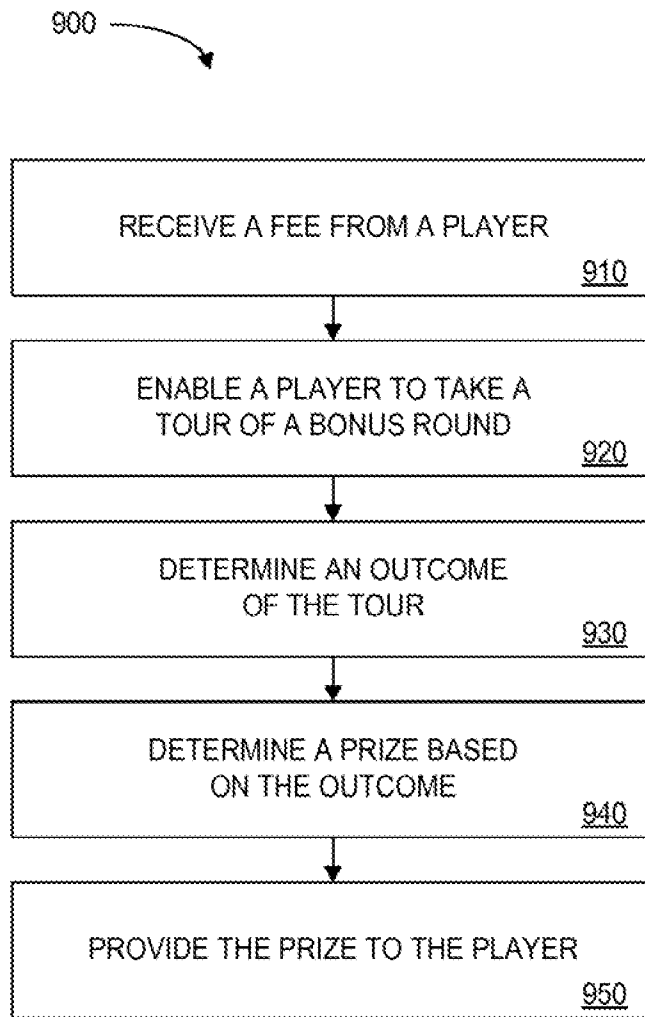 900
RECEIVE A FEE FROM A PLAYER
910
ENABLE A PLAYER TO TAKE A
TOUR OF A BONUS ROUND
920
DETERMINE AN OUTCOME
OF THE TOUR
930
DETERMINE A PRIZE BASED
ON THE OUTCOME
940
PROVIDE THE PRIZE TO THE PLAYER
950